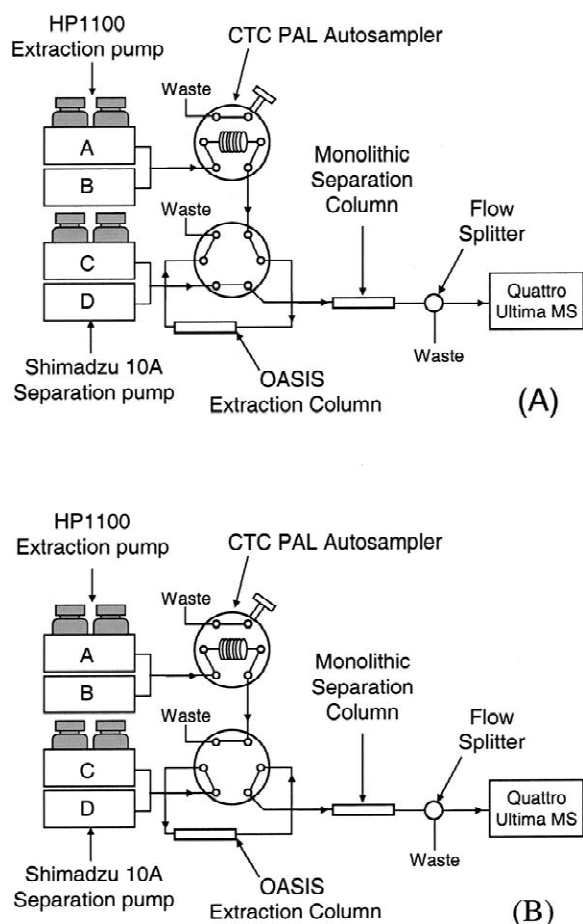 HP1100
Extraction pump
CTC PAL Autosampler
Waste
A
B
Monolithic
Separation
Column
Flow
Splitter
Waste
C
D
Quattro
Ultima MS
Waste
Shimadzu 10A
Separation pump
OASIS
Extraction Column
(A)
HP1100
Extraction pump
CTC PAL Autosampler
Waste
A
B
Monolithic
Separation
Column
Flow
Splitter
Waste
C
D
Quattro
Ultima MS
Waste
Shimadzu 10A
Separation pump
OASIS
Extraction Column
(B)